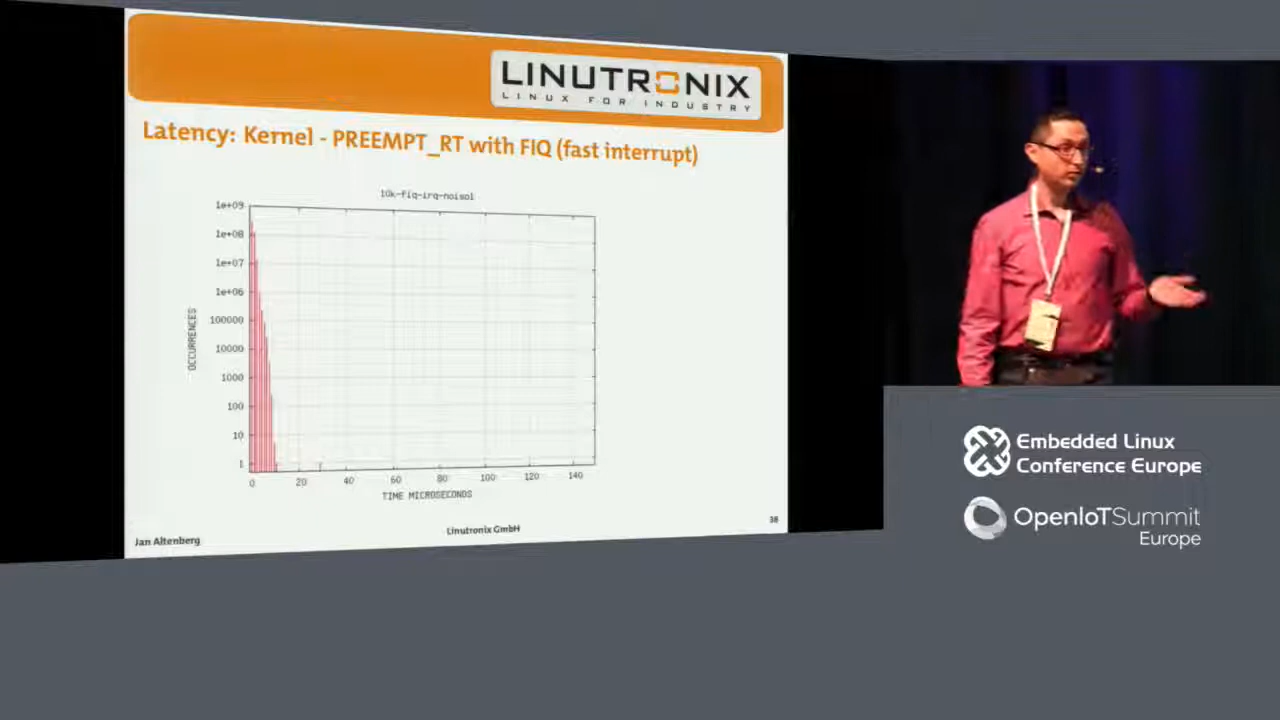 LINUTRONIX
LINUX FOR INDUSTRY
Latency: Kernel - PREEMPT_RT with FIQ (fast interrupt)
10k-fiq-irq-noisol
1e+09
1e+08
1e+07
1e+06
100000
10000
1000
100
10
1
OCCURRENCES
0 20 40 60 80 100 120 140
TIME MICROSECONDS
Jan Altenberg
Linutronix GmbH
38
Embedded Linux
Conference Europe
OpenIoTSummit
Europe